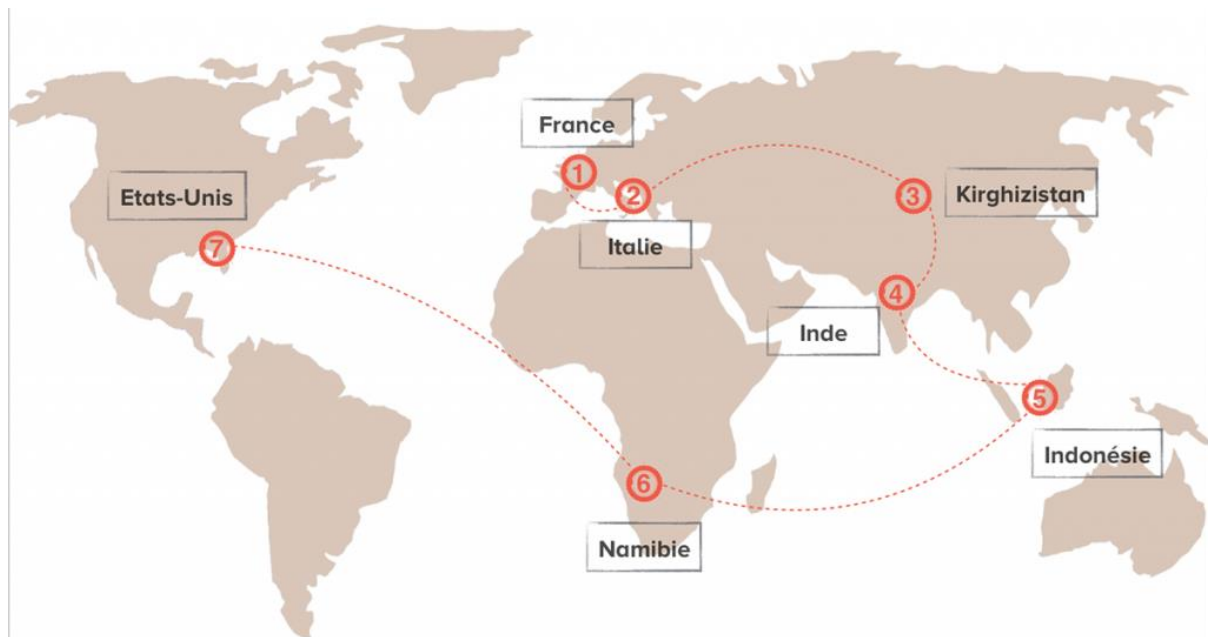 France
1
Etats-Unis
2
3
Kirghizistan
7
Italie
4
Inde
5
Indonésie
6
Namibie